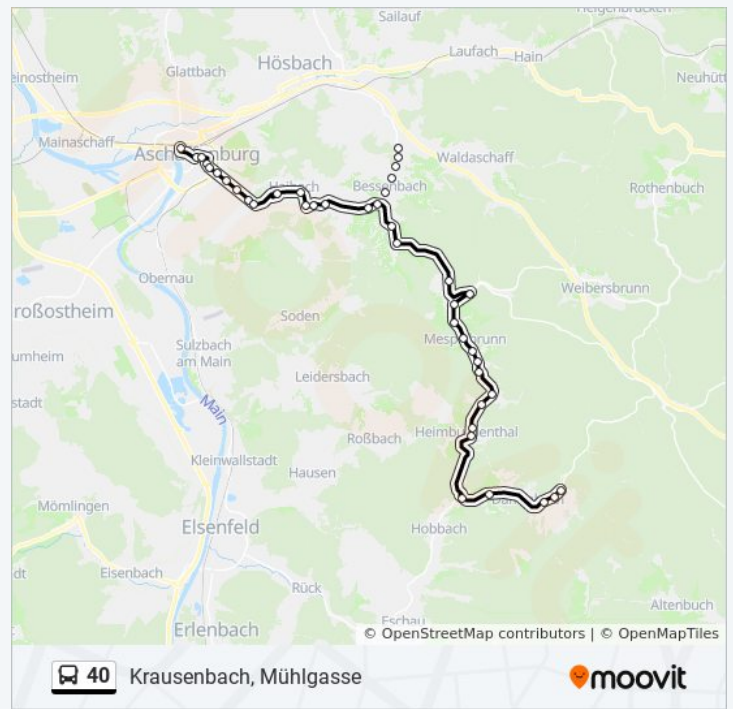 Sailauf
Heigenbrücken
Laufach
Hain
Hösbach
Glattbach
einostheim
Neuhütt
Mainaschaff
Aschaffenburg
Waldaschaff
Haibach
Bessenbach
Rothenbuch
Obernau
Weibersbrunn
roßostheim
Soden
Mespelbrunn
Sulzbach
am Main
umheim
Leidersbach
stadt
Main
Roßbach
Heimbuchenthal
Kleinwallstadt
Hausen
Mömlingen
Dammbach
Elsenfeld
Hobbach
dt
Eisenbach
Rück
Altenbuch
Eschau
Erlenbach
© OpenStreetMap contributors | © OpenMapTiles
40 Krausenbach, Mühlgasse
moovit